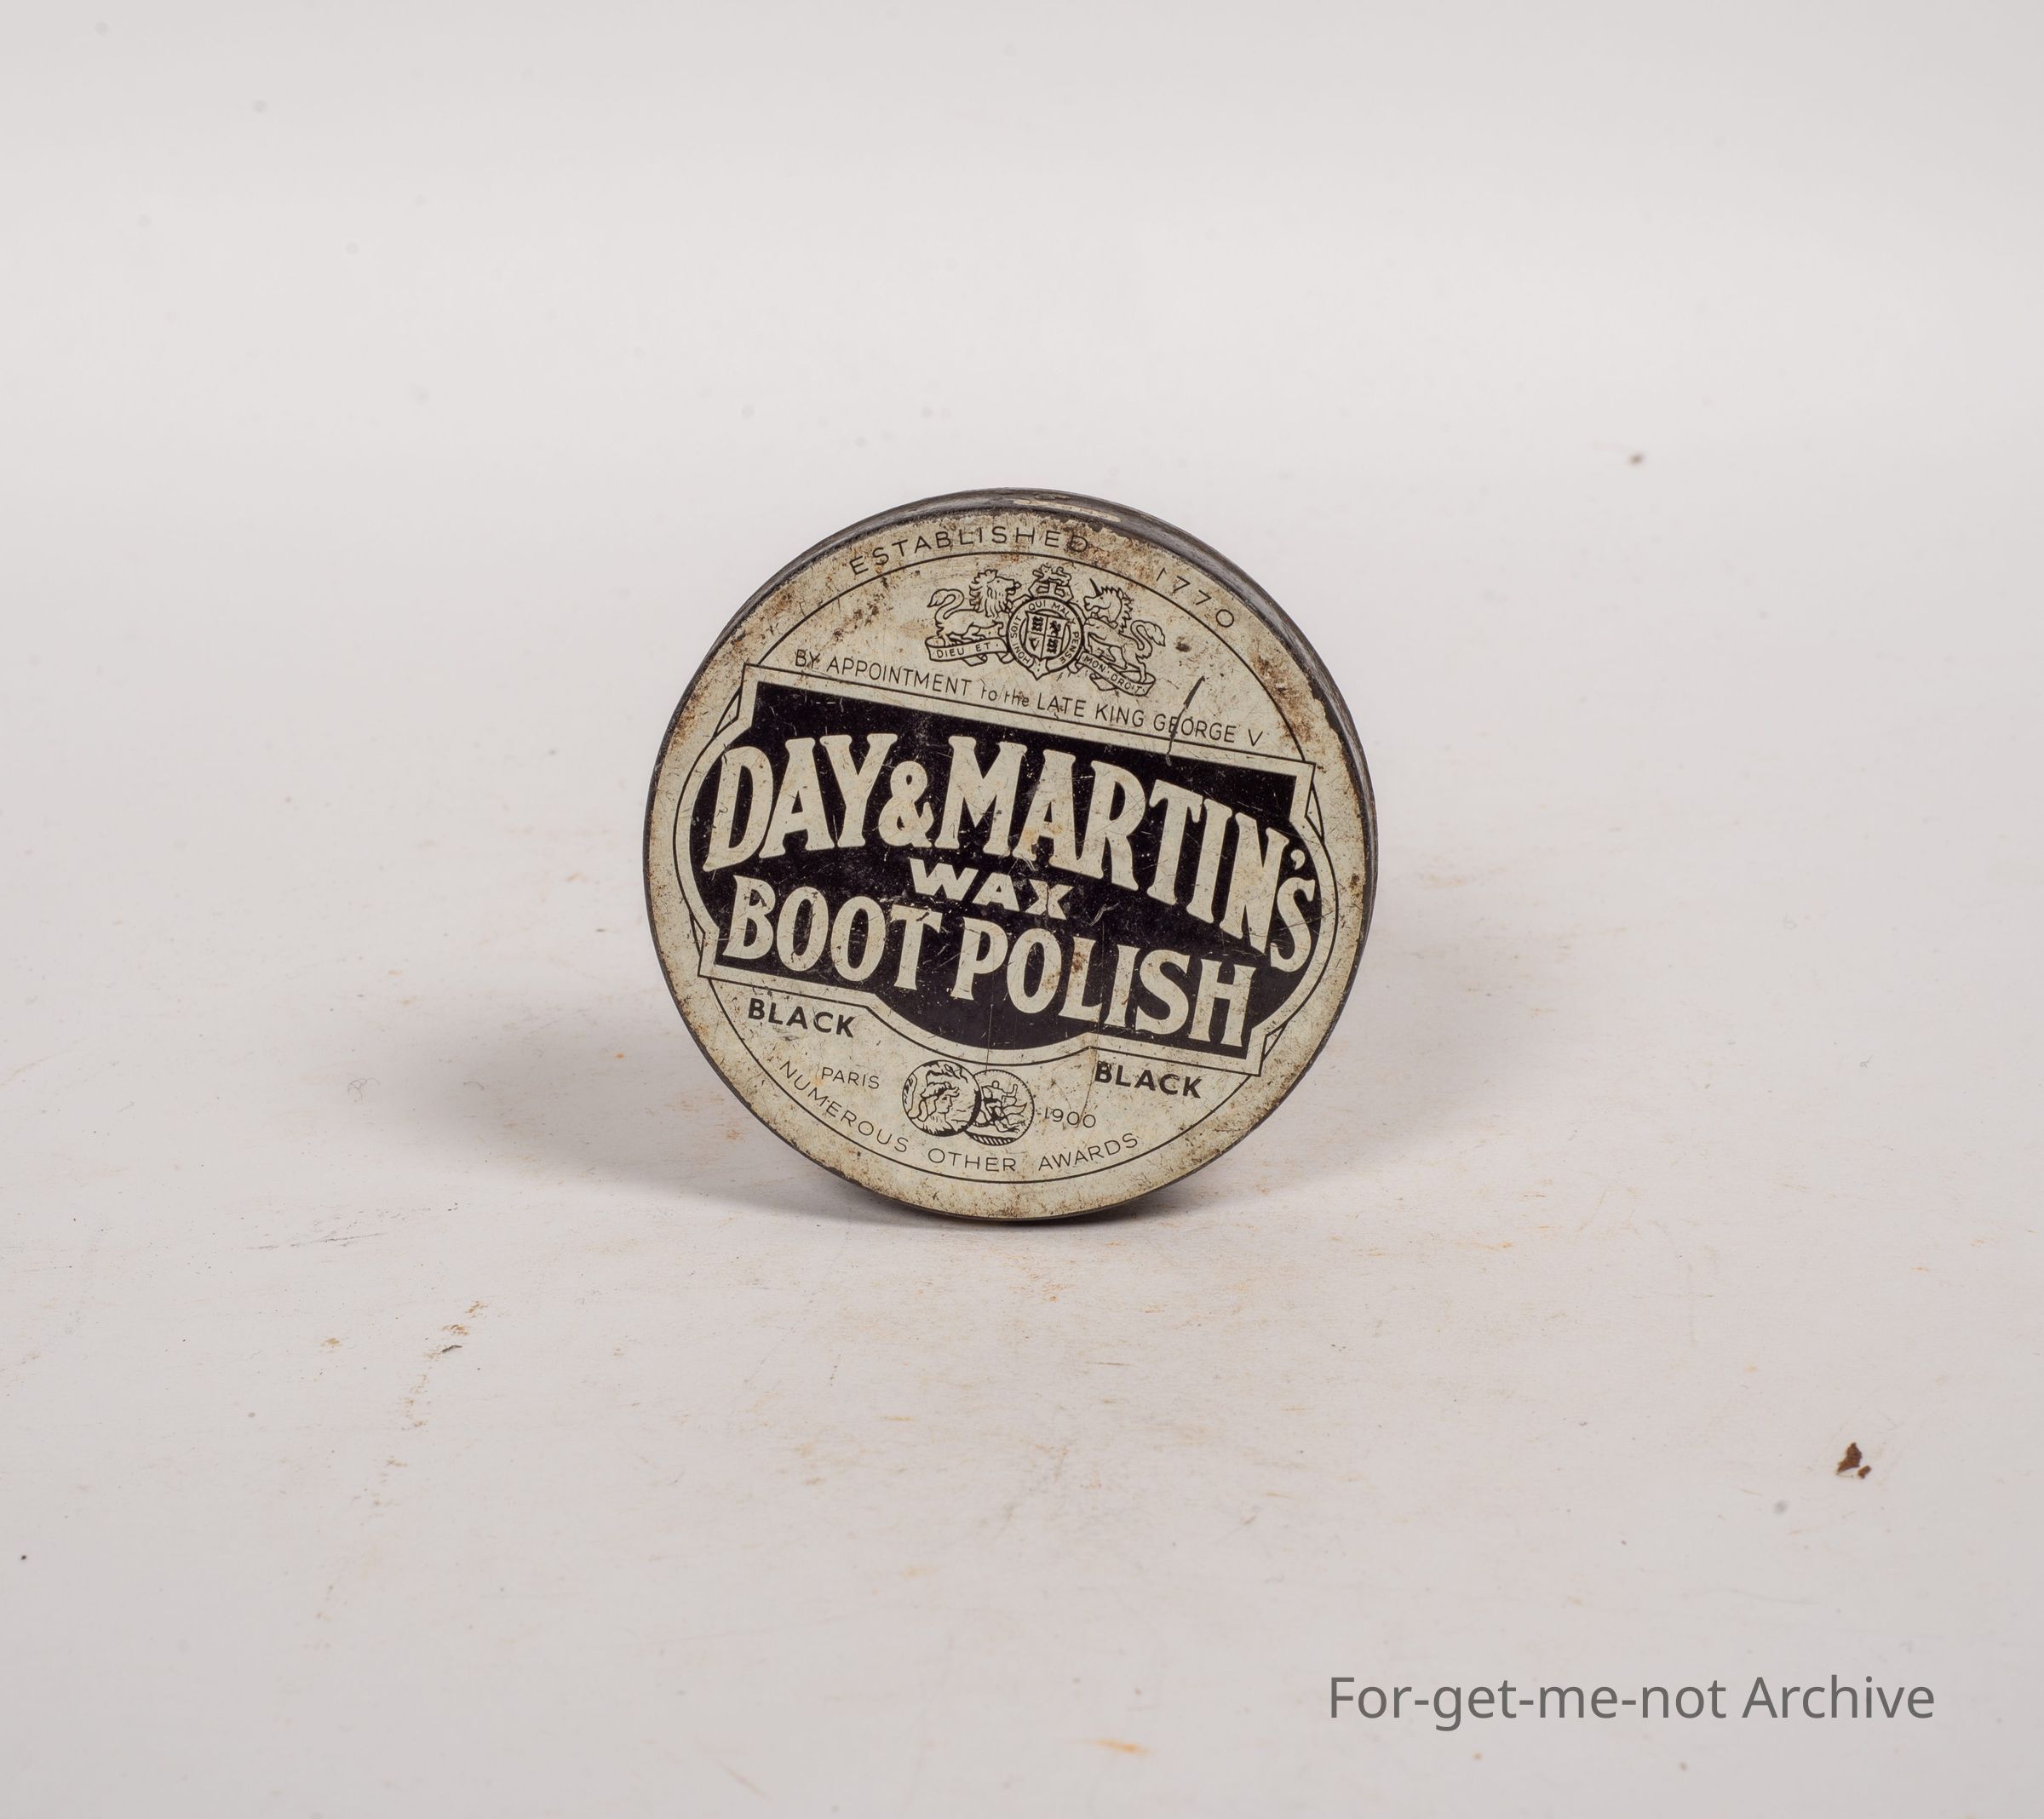 ESTABLISHED 1770
HONI SOIT QUI MAL Y PENSE
DIEU ET MON DROIT
BY APPOINTMENT to the LATE KING GEORGE V
DAY & MARTIN'S
WAX
BOOT POLISH
BLACK BLACK
PARIS 1900
NUMEROUS OTHER AWARDS
For-get-me-not Archive